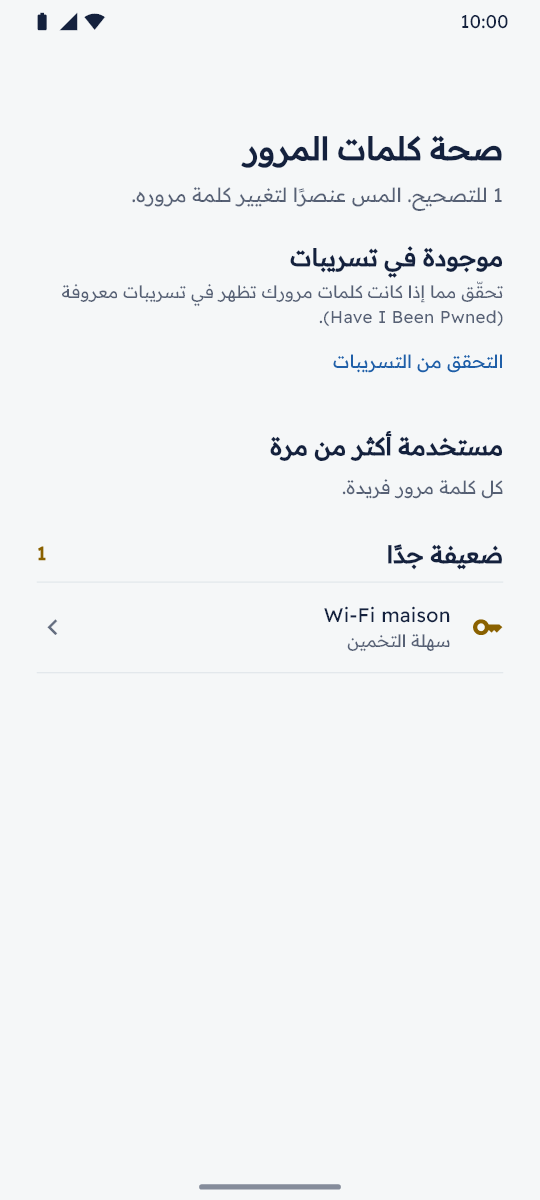 10:00
صحة كلمات المرور
1 للتصحيح. المس عنصرًا لتغيير كلمة مروره.
موجودة في تسريبات
تحقّق مما إذا كانت كلمات مرورك تظهر في تسريبات معروفة
(Have I Been Pwned).
التحقق من التسريبات
مستخدمة أكثر من مرة
كل كلمة مرور فريدة.
ضعيفة جدًا
1
Wi-Fi maison
سهلة التخمين